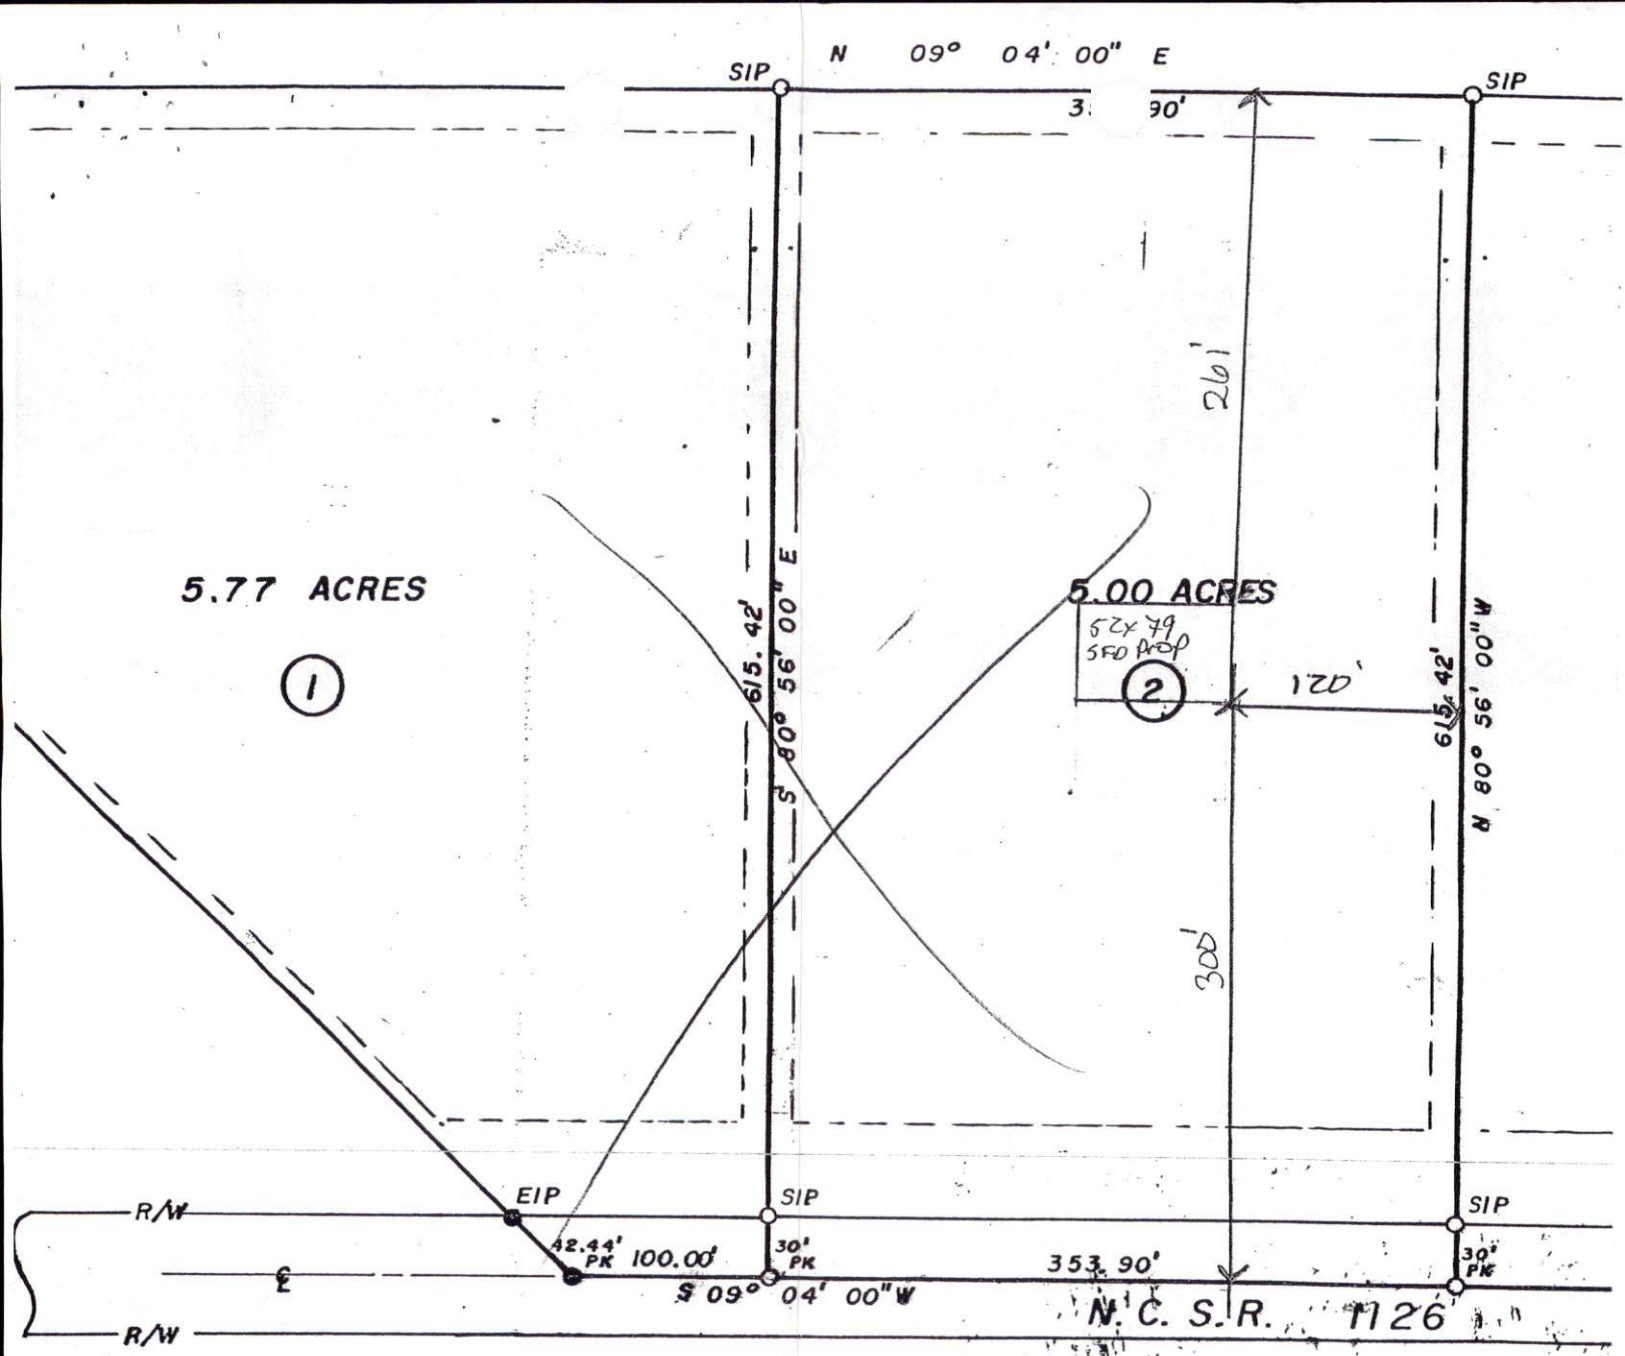 N 09° 04' 00" E
SIP
SIP
90'
261'
5.77 ACRES
1
5.00 ACRES
52x79
SFD Prop
2
120'
615.42'
S 80° 56' 00" E
615.42'
N 80° 56' 00" W
300'
R/W
EIP
SIP
SIP
42.44'
PK
100.00'
30'
PK
353.90'
30'
PK
℄
S 09° 04' 00" W
N.C. S.R. 1126
R/W